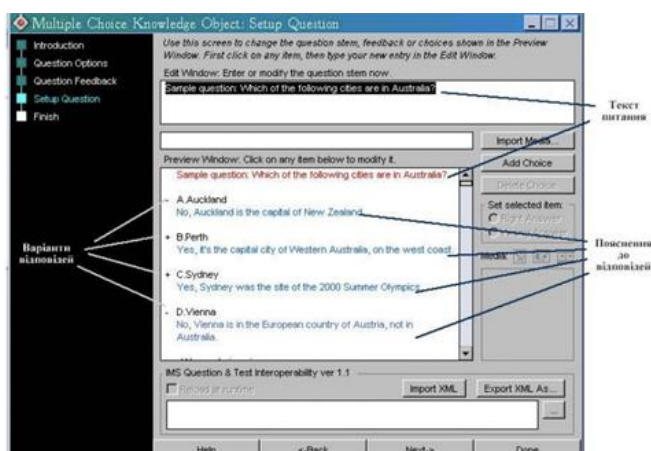 Multiple Choice Knowledge Object: Setup Question
Introduction
Question Options
Question Feedback
Setup Question
Finish
Use this screen to change the question stem, feedback or choices shown in the Preview
Window. First click on any item, then type your new entry in the Edit Window.
Edit Window: Enter or modify the question stem now.
Sample question: Which of the following cities are in Australia?
Текст
питання
Import Media...
Preview Window: Click on any item below to modify it.
Add Choice
Sample question: Which of the following cities are in Australia?
Delete Choice
- A.Auckland
No, Auckland is the capital of New Zealand.
Set selected item:
Right Answer
+ B.Perth
Yes, it's the capital city of Western Australia, on the west coast.
Media:
Варіанти
відповідей
Пояснення
до
відповідей
+ C.Sydney
Yes, Sydney was the site of the 2000 Summer Olympics.
- D.Vienna
No, Vienna is in the European country of Austria, not in
Australia.
IMS Question & Test Interoperability ver 1.1
Reload at runtime
Import XML
Export XML As...
...
Help
<-Back
Next->
Done